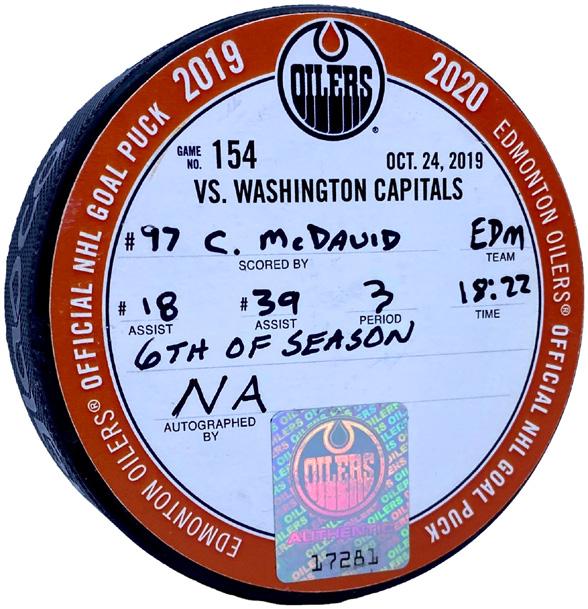 OFFICIAL NHL GOAL PUCK 2019
2020 EDMONTON OILERS®
OILERS®
GAME NO. 154
OCT. 24, 2019
VS. WASHINGTON CAPITALS
#97 C. McDAVID EDM
SCORED BY TEAM
# 18 #39 3 18:22
ASSIST ASSIST PERIOD TIME
6TH OF SEASON
NA
AUTOGRAPHED BY
EDMONTON OILERS®
OFFICIAL NHL GOAL PUCK
OILERS
AUTHENTIC
17281